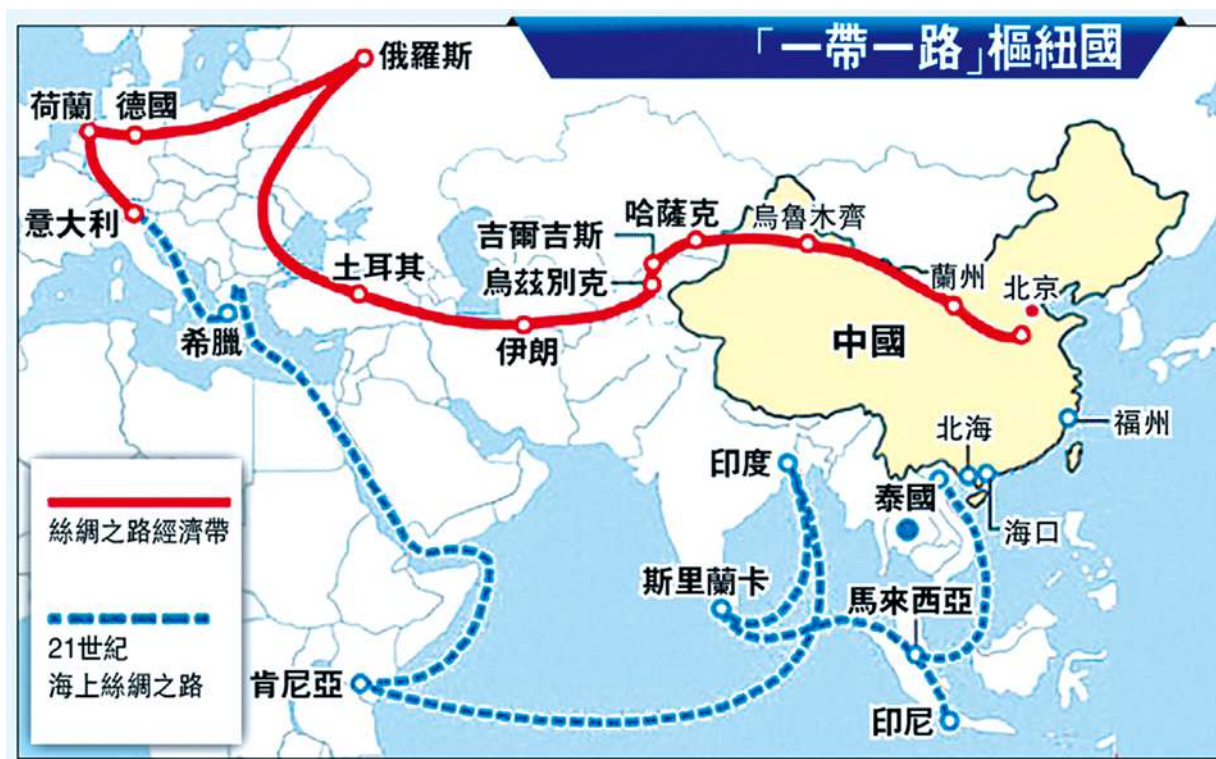 「一帶一路」樞紐國
俄羅斯
荷蘭
德國
意大利
哈薩克
烏魯木齊
吉爾吉斯
烏茲別克
土耳其
蘭州
北京
希臘
伊朗
中國
北海
福州
印度
泰國
海口
絲綢之路經濟帶
斯里蘭卡
馬來西亞
21世紀
海上絲綢之路
肯尼亞
印尼